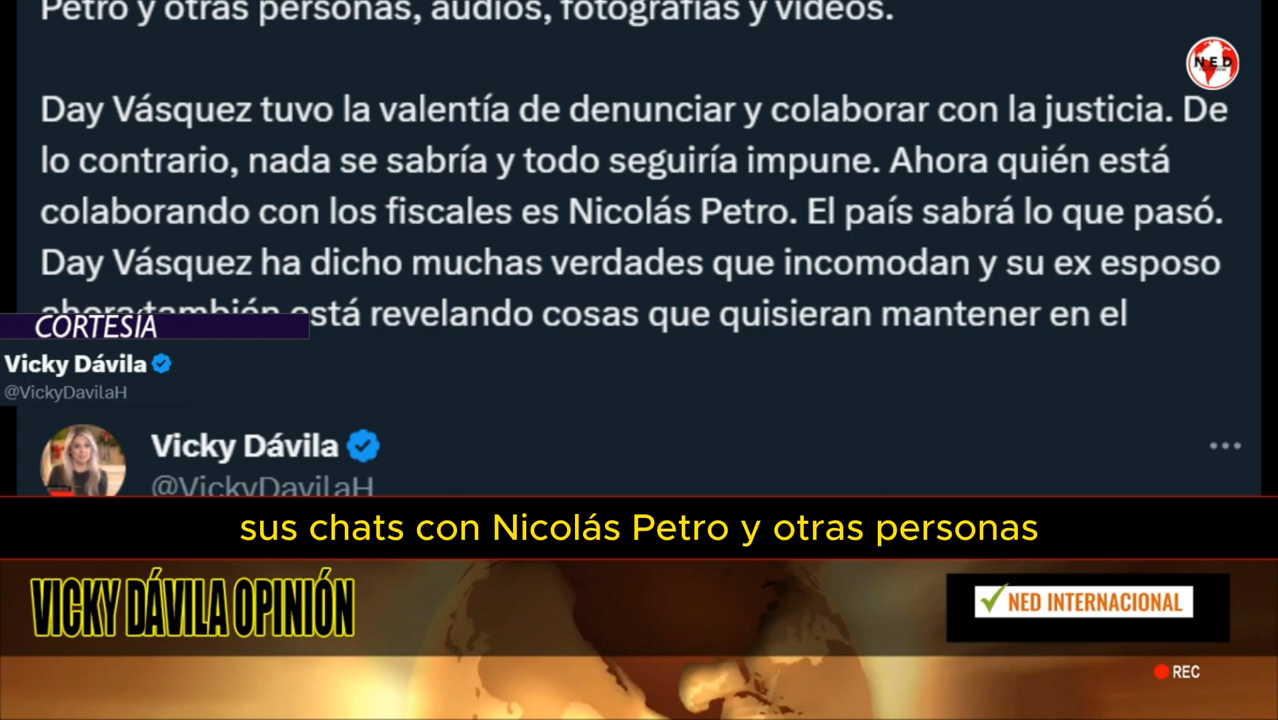 Petro y otras personas, audios, fotografías y videos.
NED
Day Vásquez tuvo la valentía de denunciar y colaborar con la justicia. De
lo contrario, nada se sabría y todo seguiría impune. Ahora quién está
colaborando con los fiscales es Nicolás Petro. El país sabrá lo que pasó.
Day Vásquez ha dicho muchas verdades que incomodan y su ex esposo
ahora también está revelando cosas que quisieran mantener en el
CORTESÍA
Vicky Dávila
@VickyDavilaH
Vicky Dávila
@VickyDavilaH
sus chats con Nicolás Petro y otras personas
VICKY DÁVILA OPINIÓN
NED INTERNACIONAL
REC